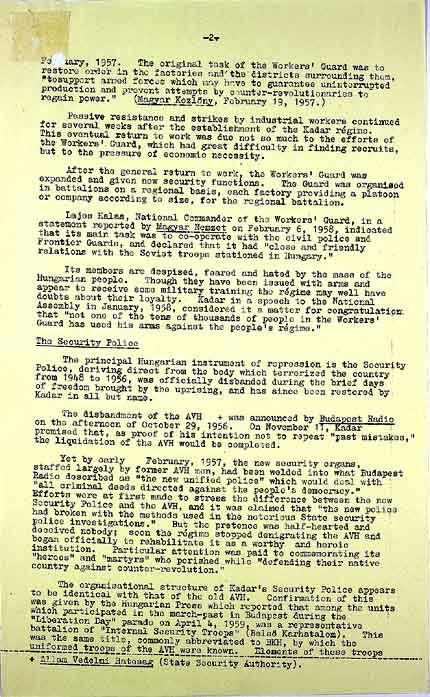 -2-
Fe uary, 1957. The original task of the Workers' Guard was to
restore order in the factories and the districts surrounding them,
"tosupport armed forces which may have to guarantee uninterrupted
production and prevent attempts by counter-revolutionaries to
regain power." (Magyar Kozlöny, February 19, 1957.)
Passive resistance and strikes by industrial workers continued
for several weeks after the establishment of the Kadar régime.
This eventual return to work was due not so much to the efforts of
the Workers' Guard, which had great difficulty in finding recruits,
but to the pressure of economic necessity.
After the general return to work, the Workers' Guard was
expanded and given new security functions. The Guard was organised
in battalions on a regional basis, each factory providing a platoon
or company according to size, for the regional battalion.
Lajos Halas, National Commander of the Workers' Guard, in a
statement reported by Magyar Nemzet on February 6, 1958, indicated
that its main task was to co-operate with the civil police and
Frontier Guards, and declared that it had "close and friendly
relations with the Soviet troops stationed in Hungary."
Its members are despised, feared and hated by the mass of the
Hungarian people. Though they have been issued with arms and
appear to receive some military training the régime may well have
doubts about their loyalty. Kadar in a speech to the National
Assembly in January, 1958, considered it a matter for congratulation
that "not one of the tens of thousands of people in the Workers'
Guard has used his arms against the people's régime."
The Security Police
The principal Hungarian instrument of repression is the Security
Police, deriving direct from the body which terrorized the country
from 1948 to 1956, was officially disbanded during the brief days
of freedom brought by the uprising, and has since been restored by
Kadar in all but name.
The disbandment of the AVH + was announced by Budapest Radio
on the afternoon of October 29, 1956. On November 11, Kadar
promised that, as proof of his intention not to repeat "past mistakes,"
the liquidation of the AVH would be completed.
Yet by early February, 1957, the new security organs,
staffed largely by former AVH men, had been welded into what Budapest
Radio described as "the new unified police" which would deal with
"all criminal deeds directed against the people's democracy."
Efforts were at first made to stress the difference between the new
Security Police and the AVH, and it was claimed that "the new police
had broken with the methods used in the notorious State security
police investigations." But the pretence was half-hearted and
deceived nobody; soon the régime stopped denigrating the AVH and
began officially to rehabilitate it as a worthy and heroic
institution. Particular attention was paid to commemorating its
"heroes" and "martyrs" who perished while "defending their native
country against counter-revolution."
The organisational structure of Kadar's Security Police appears
to be identical with that of the old AVH. Confirmation of this
was given by the Hungarian Press which reported that among the units
which participated in the march-past in Budapest during the
"Liberation Day" parade on April 4, 1959, was a representative
battalion of "Internal Security Troops" (Belső Karhatalom). This
was the same title, commonly abbreviated to BKH, by which the
uniformed troops of the AVH were known. Elements of these troops
+ Allam Vedelmi Hatosag (State Security Authority).